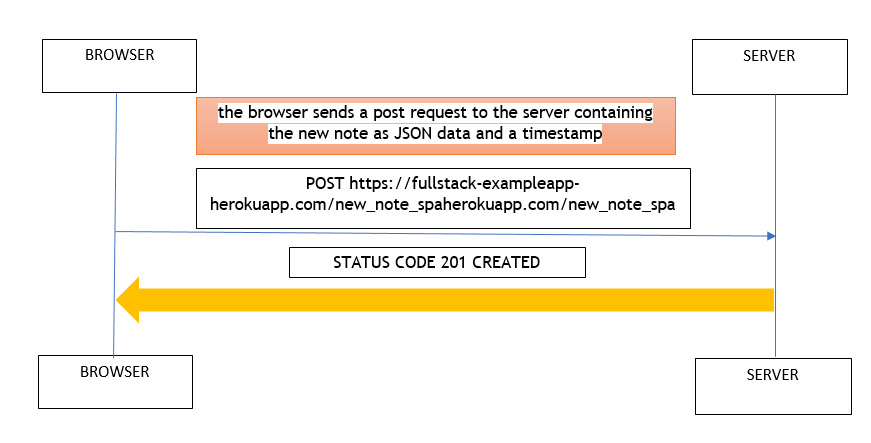 BROWSER
SERVER
the browser sends a post request to the server containing
the new note as JSON data and a timestamp
POST https://fullstack-exampleapp-
herokuapp.com/new_note_spaherokuapp.com/new_note_spa
STATUS CODE 201 CREATED
BROWSER
SERVER